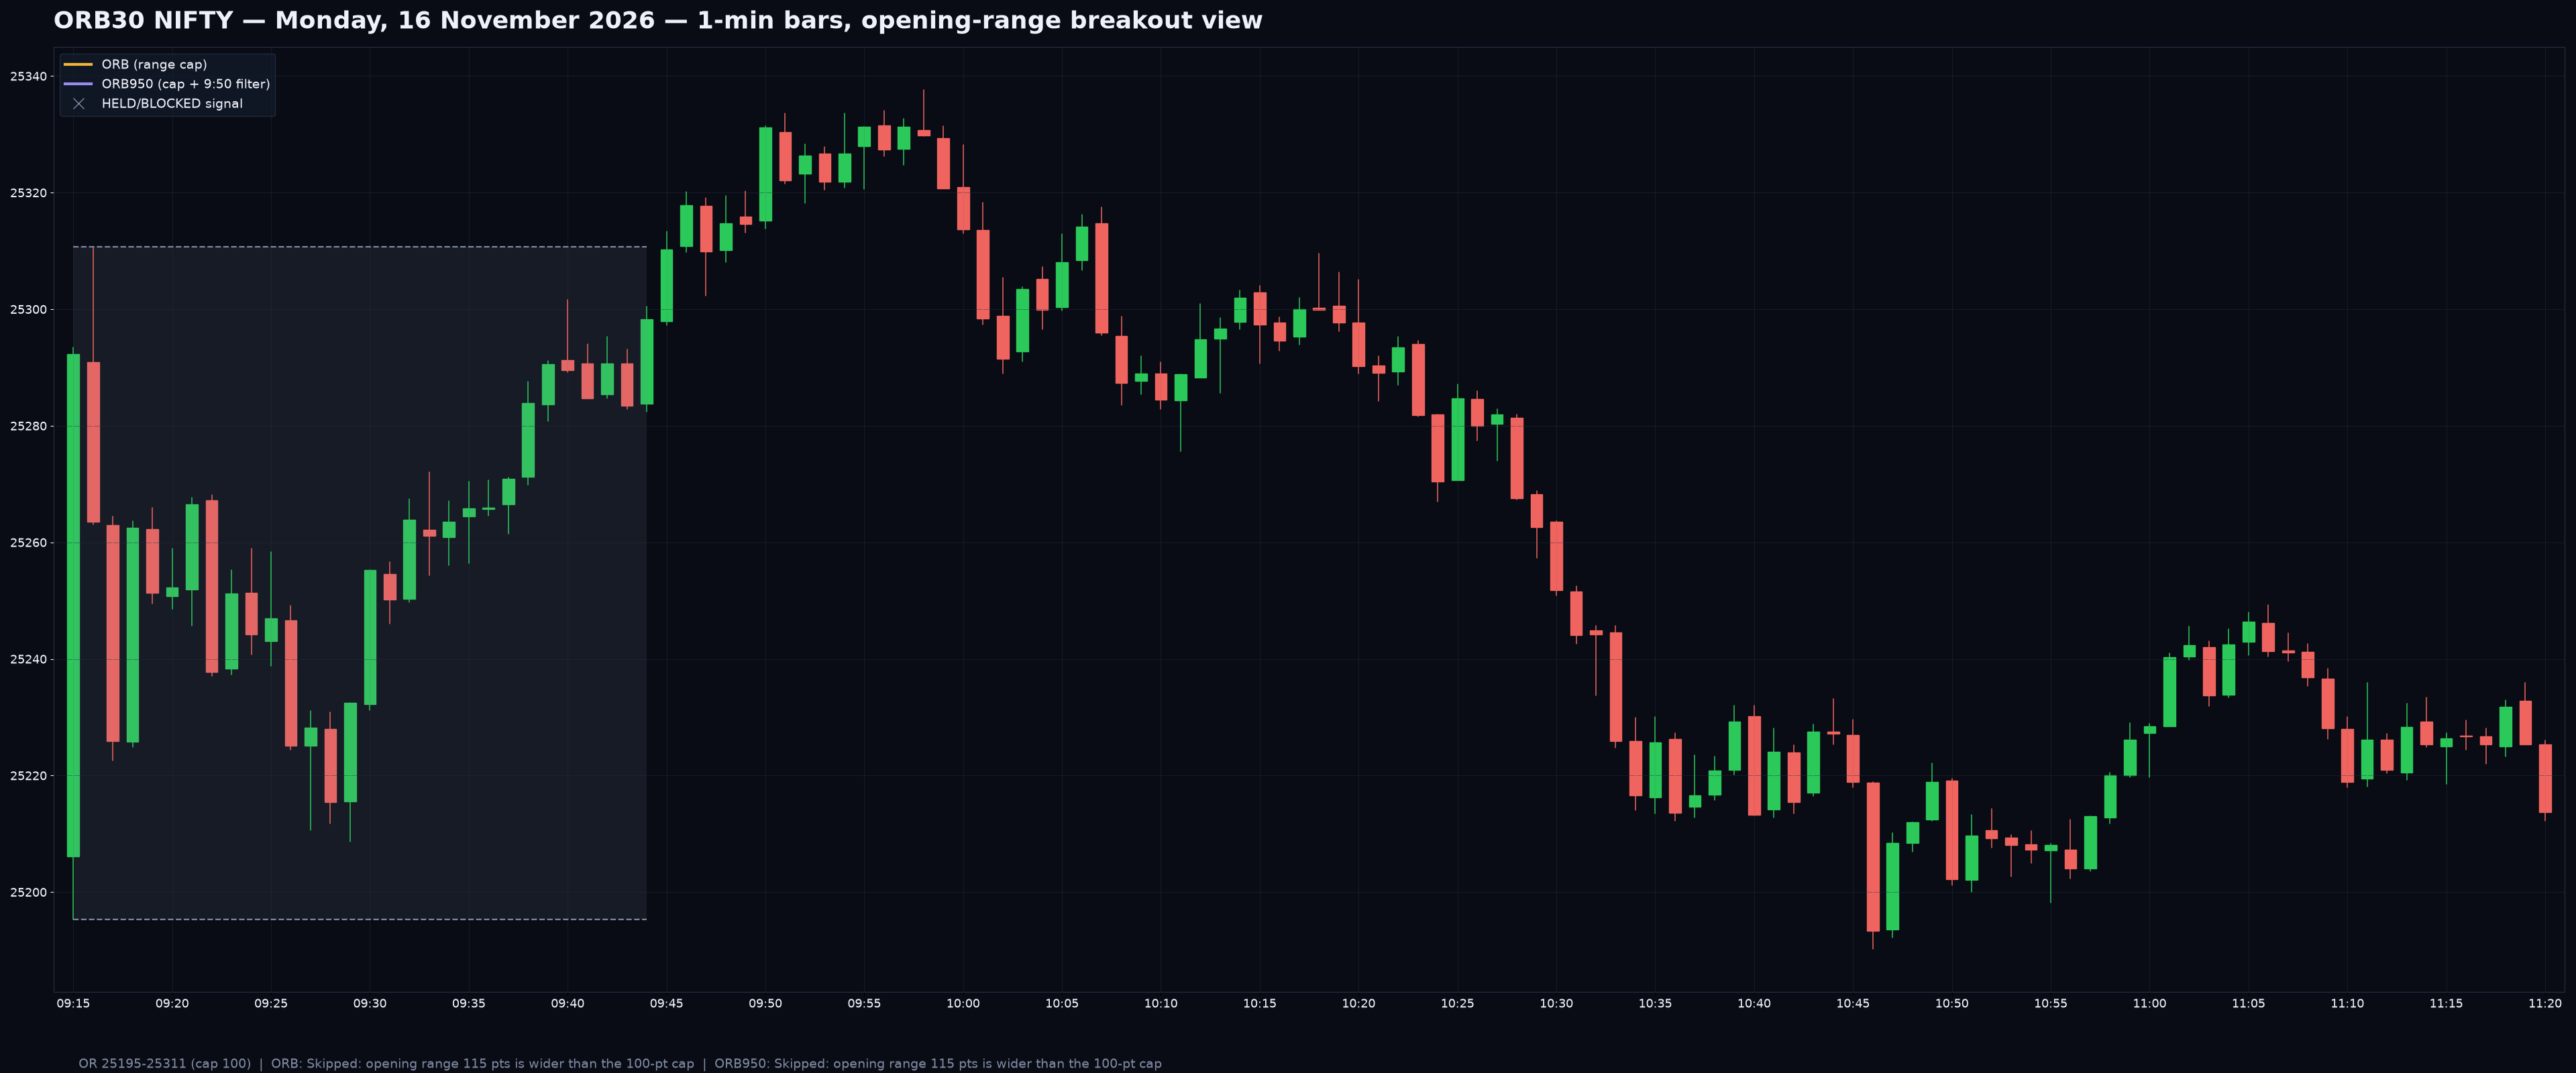 ORB30 NIFTY — Monday, 16 November 2026 — 1-min bars, opening-range breakout view
ORB (range cap)
ORB950 (cap + 9:50 filter)
HELD/BLOCKED signal
25340
25320
25300
25280
25260
25240
25220
25200
09:15 09:20 09:25 09:30 09:35 09:40 09:45 09:50 09:55 10:00 10:05 10:10 10:15 10:20 10:25 10:30 10:35 10:40 10:45 10:50 10:55 11:00 11:05 11:10 11:15 11:20
OR 25195-25311 (cap 100) | ORB: Skipped: opening range 115 pts is wider than the 100-pt cap | ORB950: Skipped: opening range 115 pts is wider than the 100-pt cap